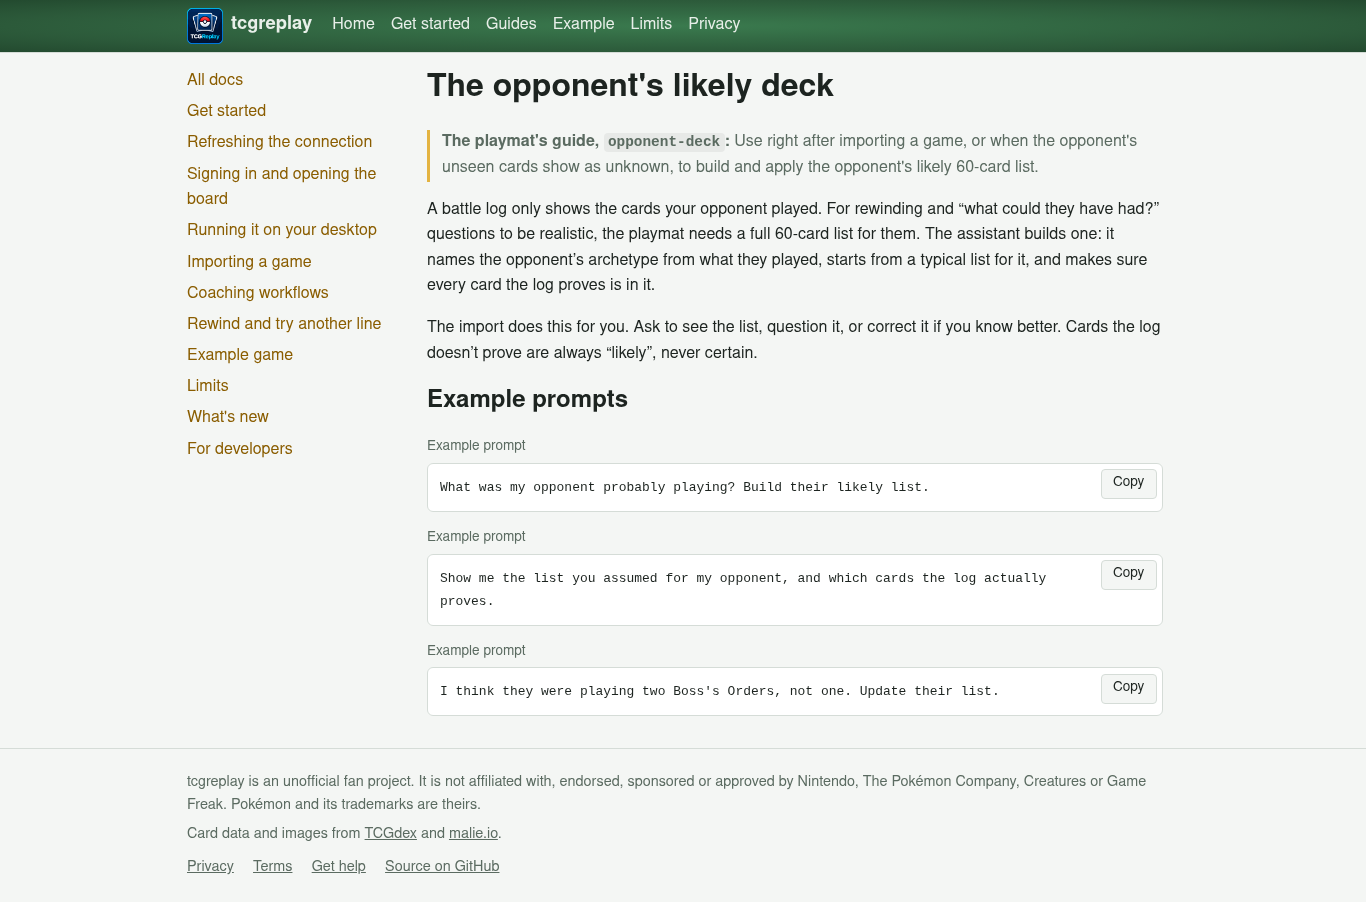 TCGReplay
tcgreplay
Home
Get started
Guides
Example
Limits
Privacy
All docs
Get started
Refreshing the connection
Signing in and opening the
board
Running it on your desktop
Importing a game
Coaching workflows
Rewind and try another line
Example game
Limits
What's new
For developers
The opponent's likely deck
The playmat's guide, opponent-deck: Use right after importing a game, or when the opponent's
unseen cards show as unknown, to build and apply the opponent's likely 60-card list.
A battle log only shows the cards your opponent played. For rewinding and “what could they have had?”
questions to be realistic, the playmat needs a full 60-card list for them. The assistant builds one: it
names the opponent’s archetype from what they played, starts from a typical list for it, and makes sure
every card the log proves is in it.
The import does this for you. Ask to see the list, question it, or correct it if you know better. Cards the log
doesn’t prove are always “likely”, never certain.
Example prompts
Example prompt
What was my opponent probably playing? Build their likely list.
Copy
Example prompt
Show me the list you assumed for my opponent, and which cards the log actually
proves.
Copy
Example prompt
I think they were playing two Boss's Orders, not one. Update their list.
Copy
tcgreplay is an unofficial fan project. It is not affiliated with, endorsed, sponsored or approved by Nintendo, The Pokémon Company, Creatures or Game
Freak. Pokémon and its trademarks are theirs.
Card data and images from TCGdex and malie.io.
Privacy
Terms
Get help
Source on GitHub